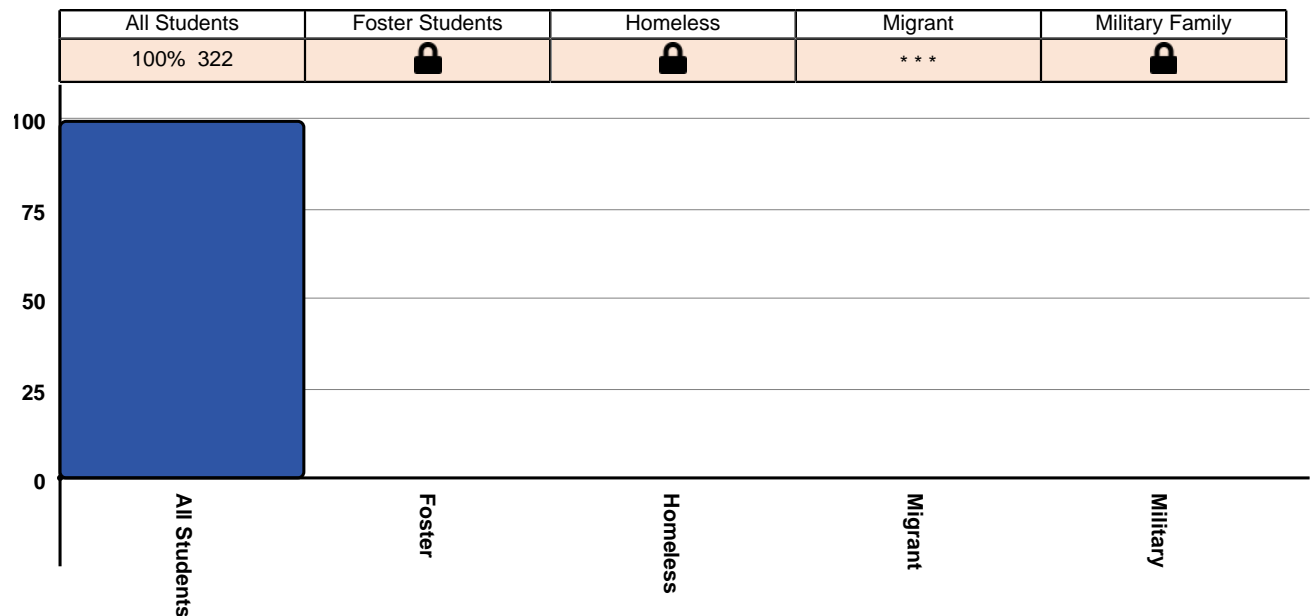 All Students Foster Students Homeless Migrant Military Family
100% 322 * * *
100
75
50
25
0
All Students
Foster
Homeless
Migrant
Military